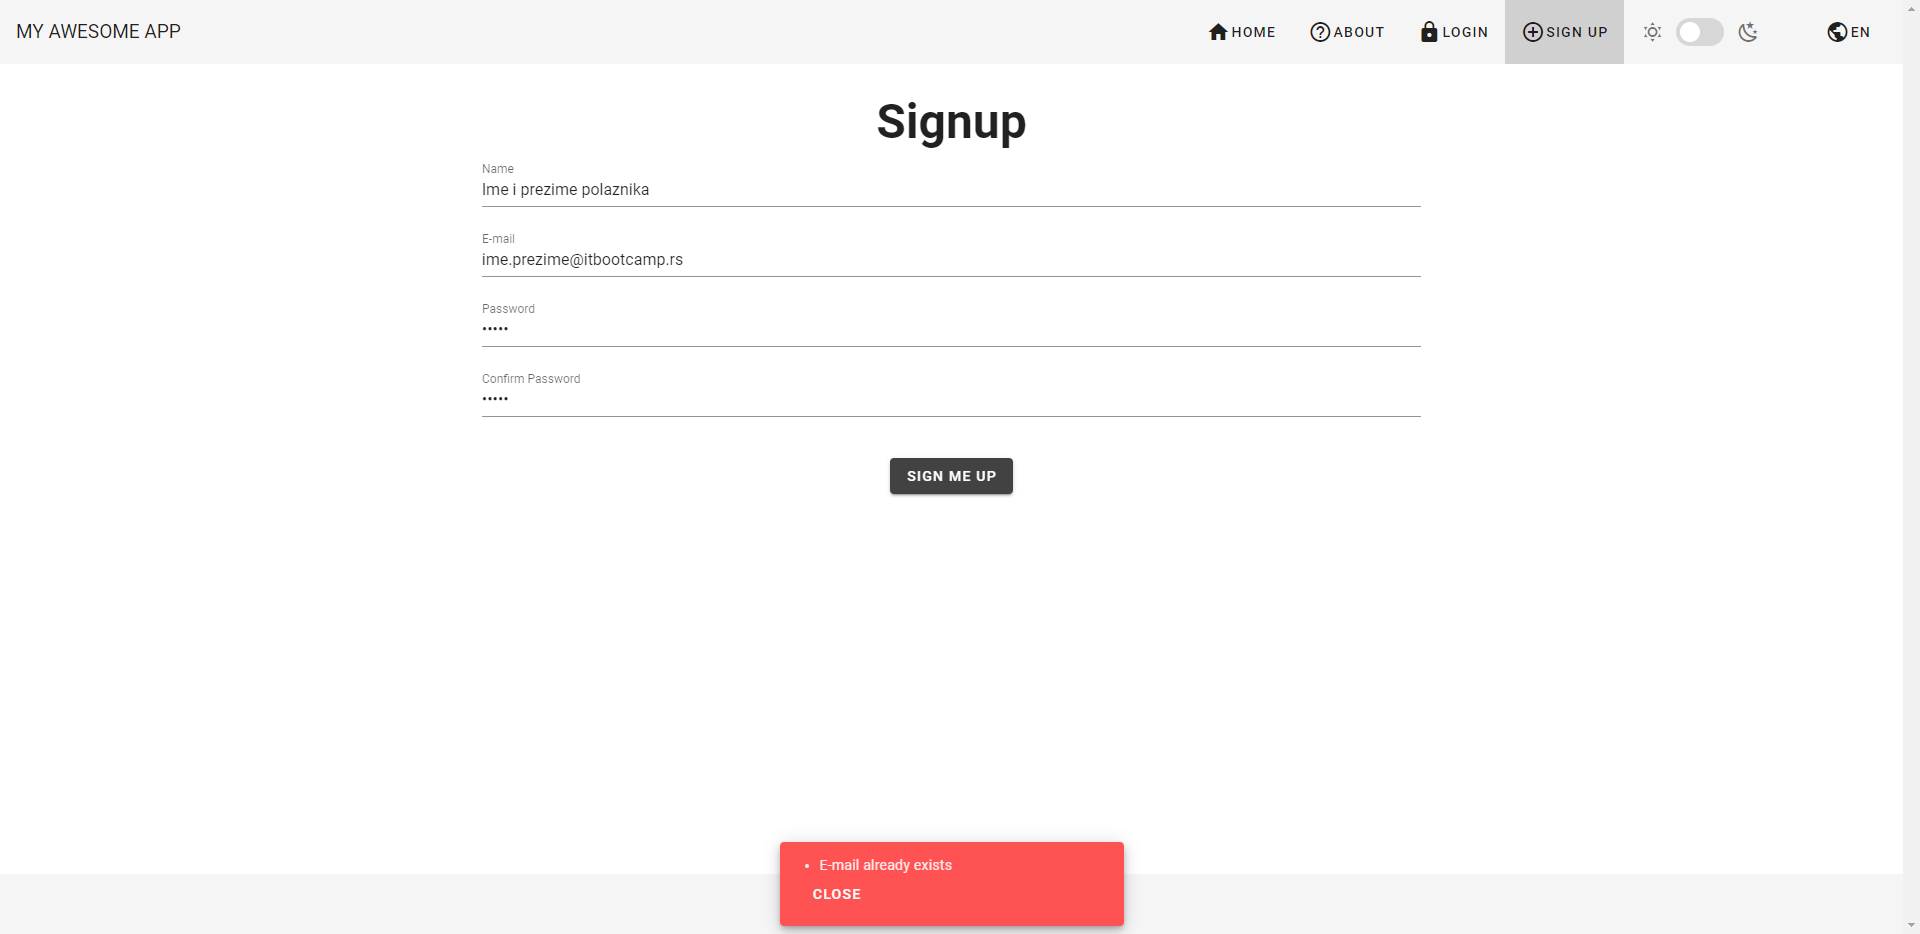 MY AWESOME APP
HOME
ABOUT
LOGIN
SIGN UP
EN
Signup
Name
Ime i prezime polaznika
E-mail
ime.prezime@itbootcamp.rs
Password
•••••
Confirm Password
•••••
SIGN ME UP
• E-mail already exists
CLOSE